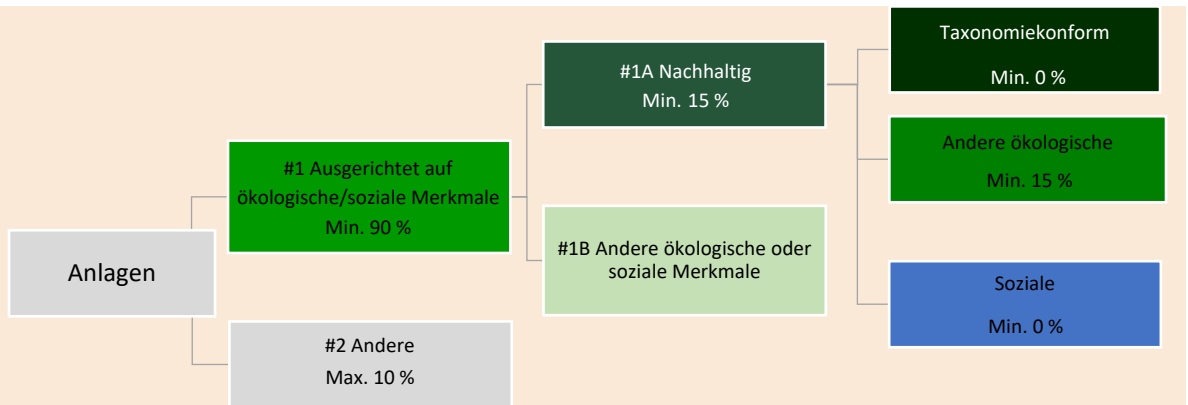 Anlagen
#1 Ausgerichtet auf
ökologische/soziale Merkmale
Min. 90 %
#2 Andere
Max. 10 %
#1A Nachhaltig
Min. 15 %
#1B Andere ökologische oder
soziale Merkmale
Taxonomiekonform
Min. 0 %
Andere ökologische
Min. 15 %
Soziale
Min. 0 %